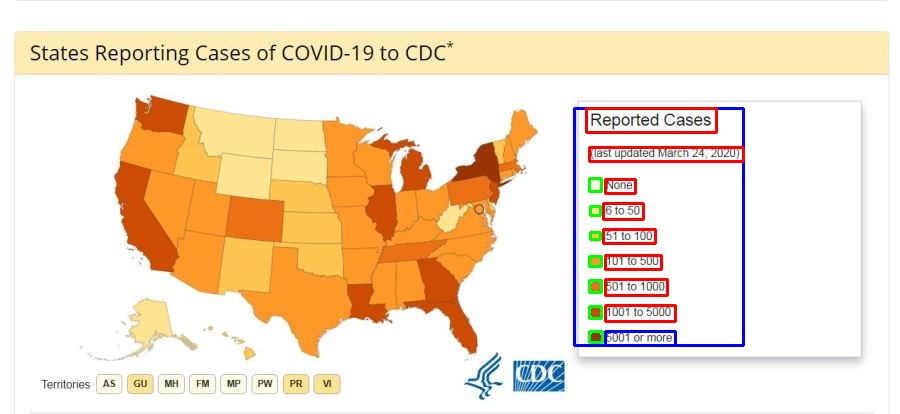 States Reporting Cases of COVID-19 to CDC*
Reported Cases
(last updated March 24, 2020)
None
6 to 50
51 to 100
101 to 500
501 to 1000
1001 to 5000
5001 or more
Territories AS GU MH FM MP PW PR VI
CDC